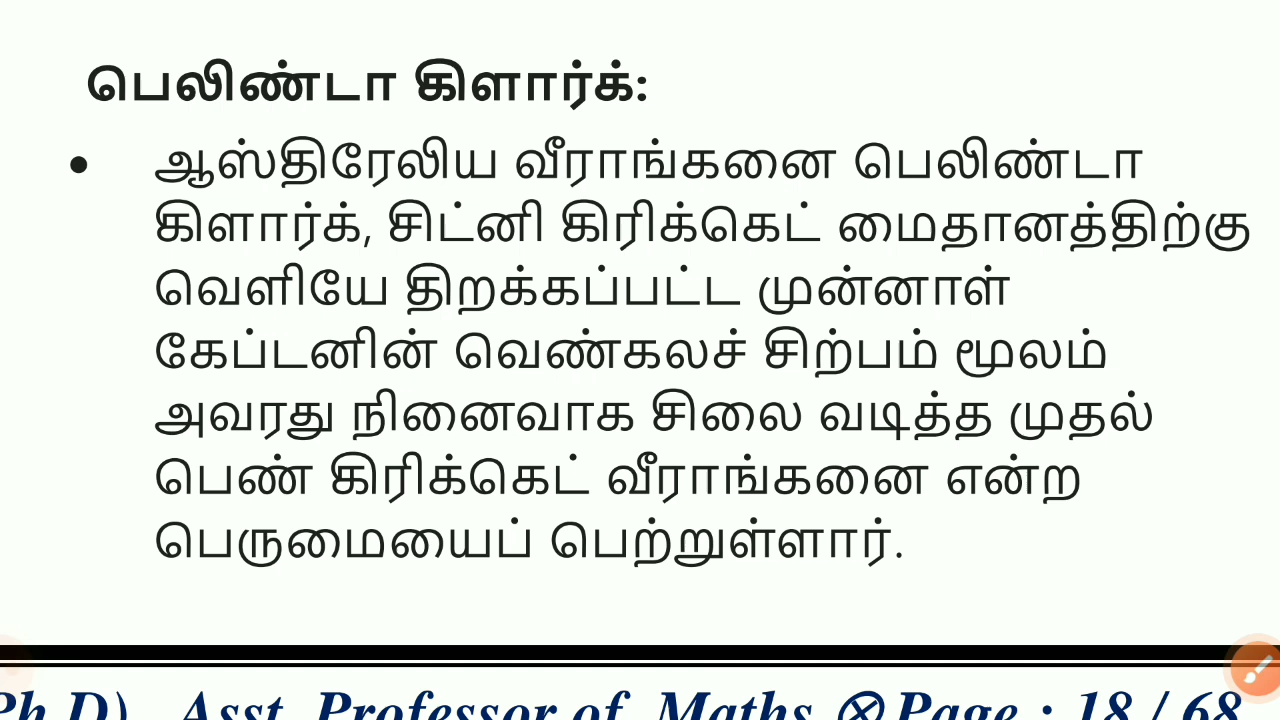 பெலிண்டா கிளார்க்:
• ஆஸ்திரேலிய வீராங்கனை பெலிண்டா
கிளார்க், சிட்னி கிரிக்கெட் மைதானத்திற்கு
வெளியே திறக்கப்பட்ட முன்னாள்
கேப்டனின் வெண்கலச் சிற்பம் மூலம்
அவரது நினைவாக சிலை வடித்த முதல்
பெண் கிரிக்கெட் வீராங்கனை என்ற
பெருமையைப் பெற்றுள்ளார்.
Ph.D)., Asst. Professor of Maths ⊗ Page : 18 / 68